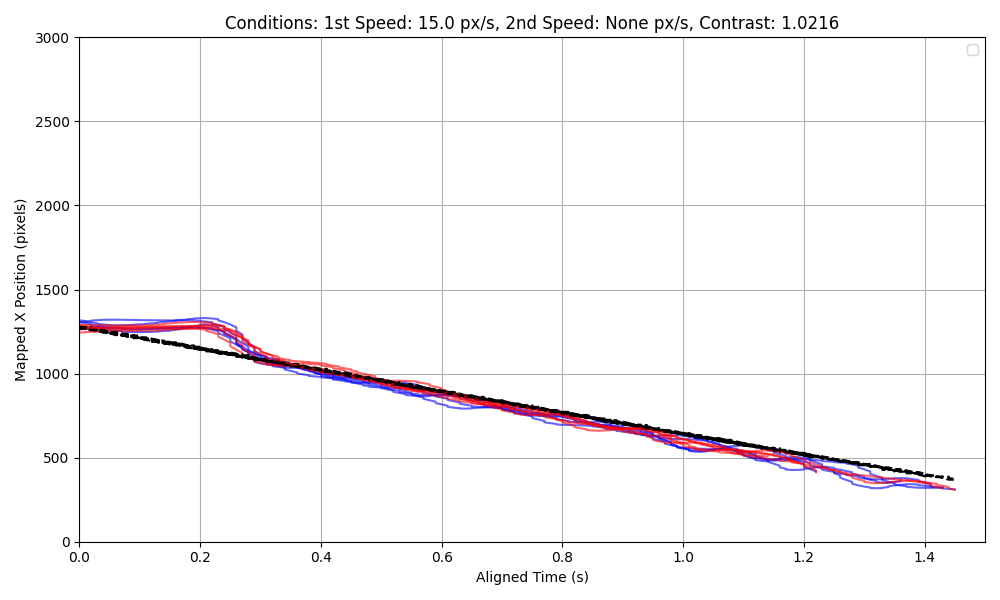 Conditions: 1st Speed: 15.0 px/s, 2nd Speed: None px/s, Contrast: 1.0216
3000
2500
2000
1500
1000
500
0
Mapped X Position (pixels)
0.0 0.2 0.4 0.6 0.8 1.0 1.2 1.4
Aligned Time (s)